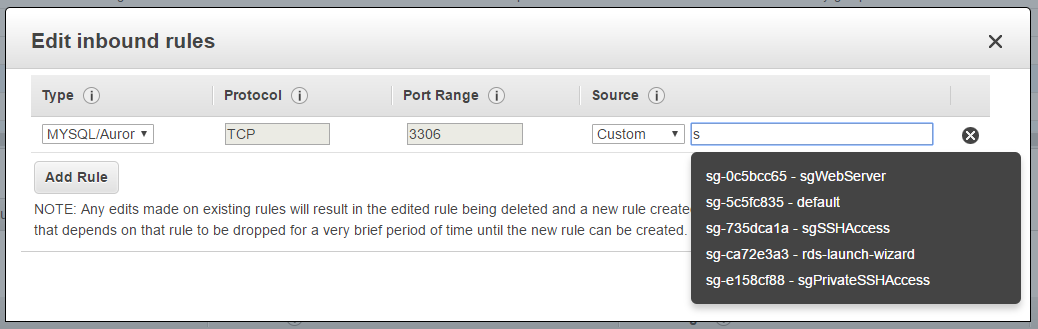 Edit inbound rules
Type Protocol Port Range Source
MYSQL/Auror TCP 3306 Custom s
Add Rule
sg-0c5bcc65 - sgWebServer
sg-5c5fc835 - default
sg-735dca1a - sgSSHAccess
sg-ca72e3a3 - rds-launch-wizard
sg-e158cf88 - sgPrivateSSHAccess
NOTE: Any edits made on existing rules will result in the edited rule being deleted and a new rule create
that depends on that rule to be dropped for a very brief period of time until the new rule can be created.